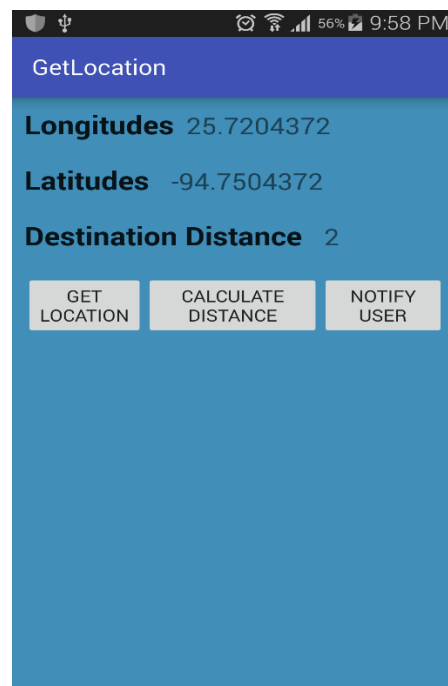 56% 9:58 PM
GetLocation
Longitudes 25.7204372
Latitudes -94.7504372
Destination Distance 2
GET LOCATION
CALCULATE DISTANCE
NOTIFY USER